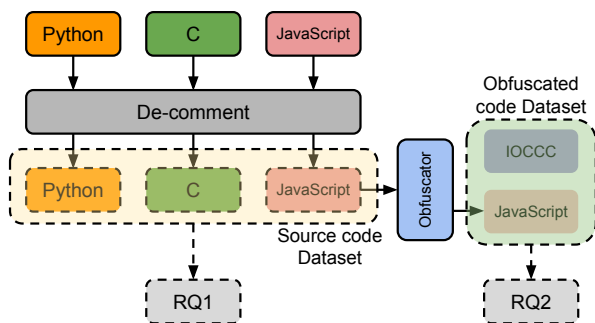 Python
C
JavaScript
De-comment
Obfuscated
code Dataset
IOCCC
Python
C
JavaScript
Obfuscator
JavaScript
Source code
Dataset
RQ1
RQ2